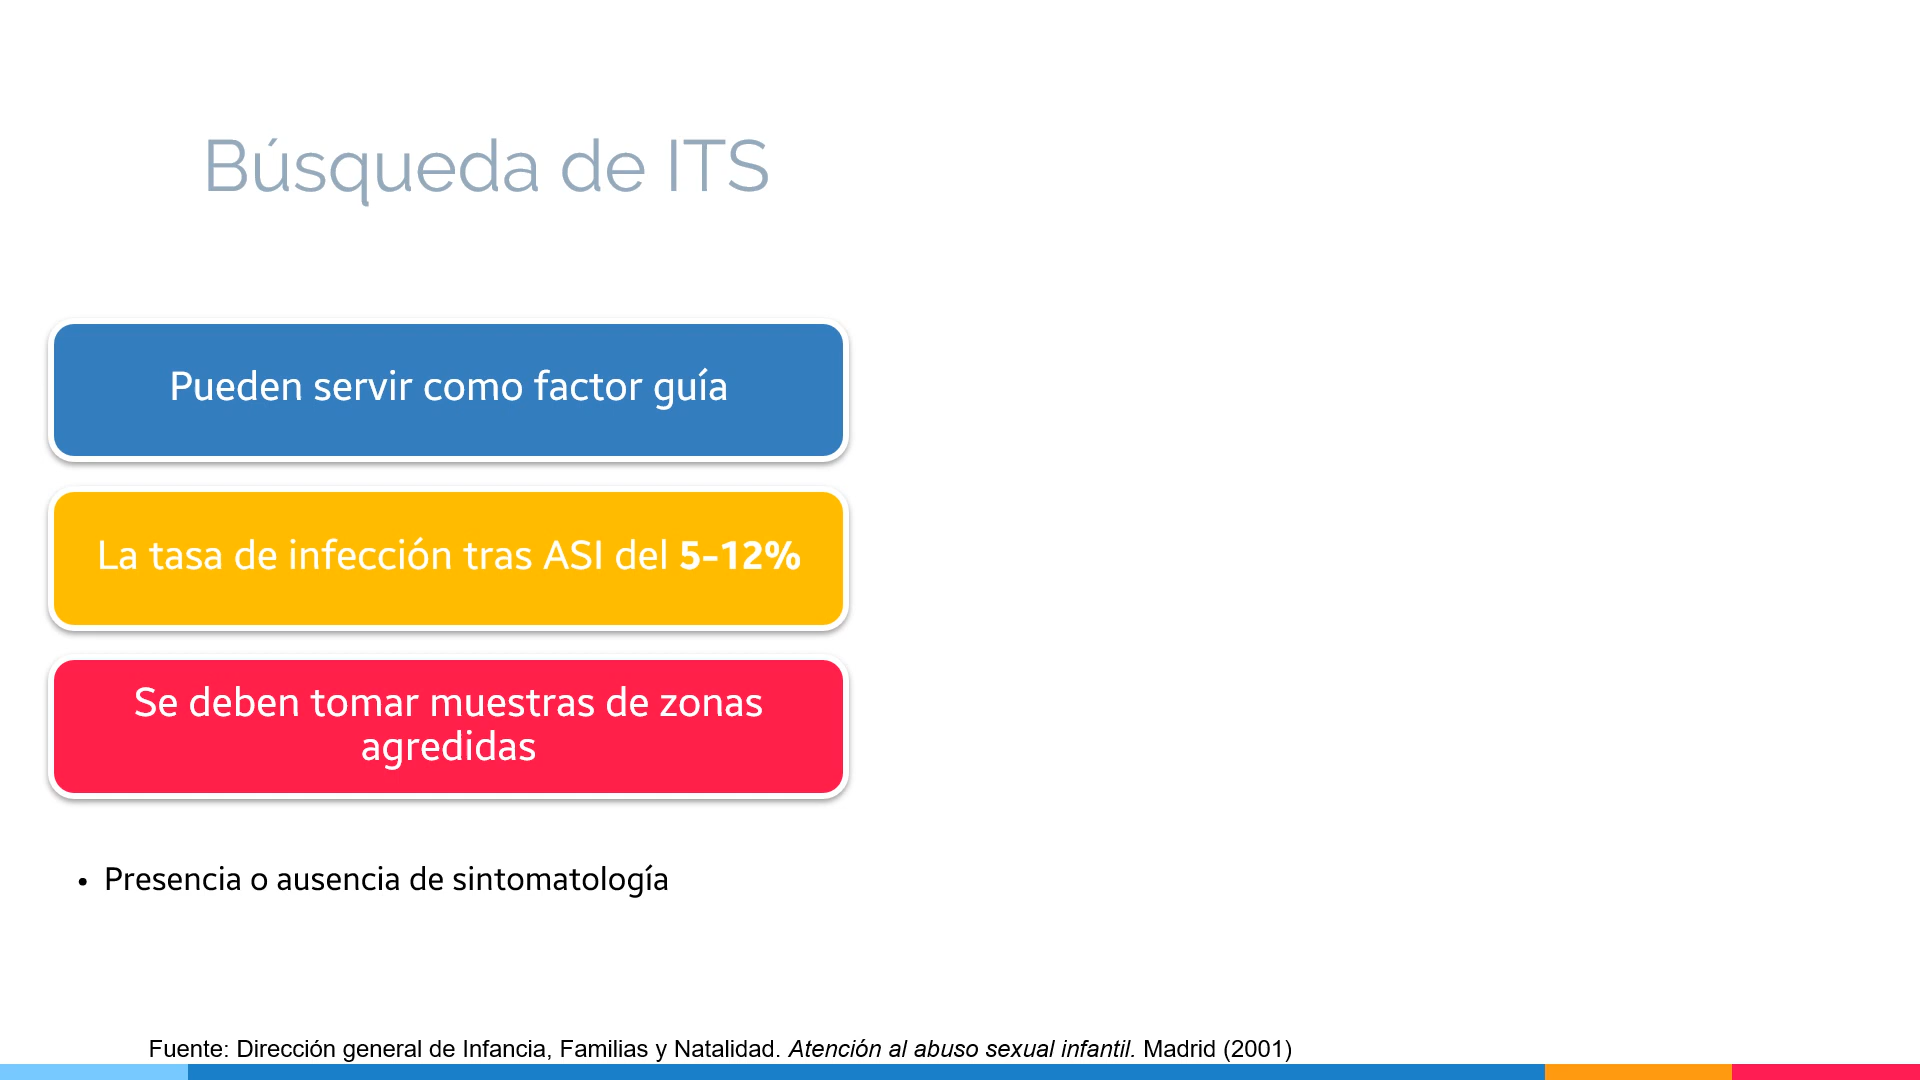 Búsqueda de ITS
Pueden servir como factor guía
La tasa de infección tras ASI del 5-12%
Se deben tomar muestras de zonas
agredidas
• Presencia o ausencia de sintomatología
Fuente: Dirección general de Infancia, Familias y Natalidad. Atención al abuso sexual infantil. Madrid (2001)